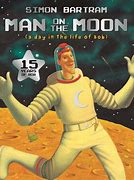 SIMON BARTRAM
MAN ON THE MOON
(a day in the life of Bob)
15
YEARS
OF BOB